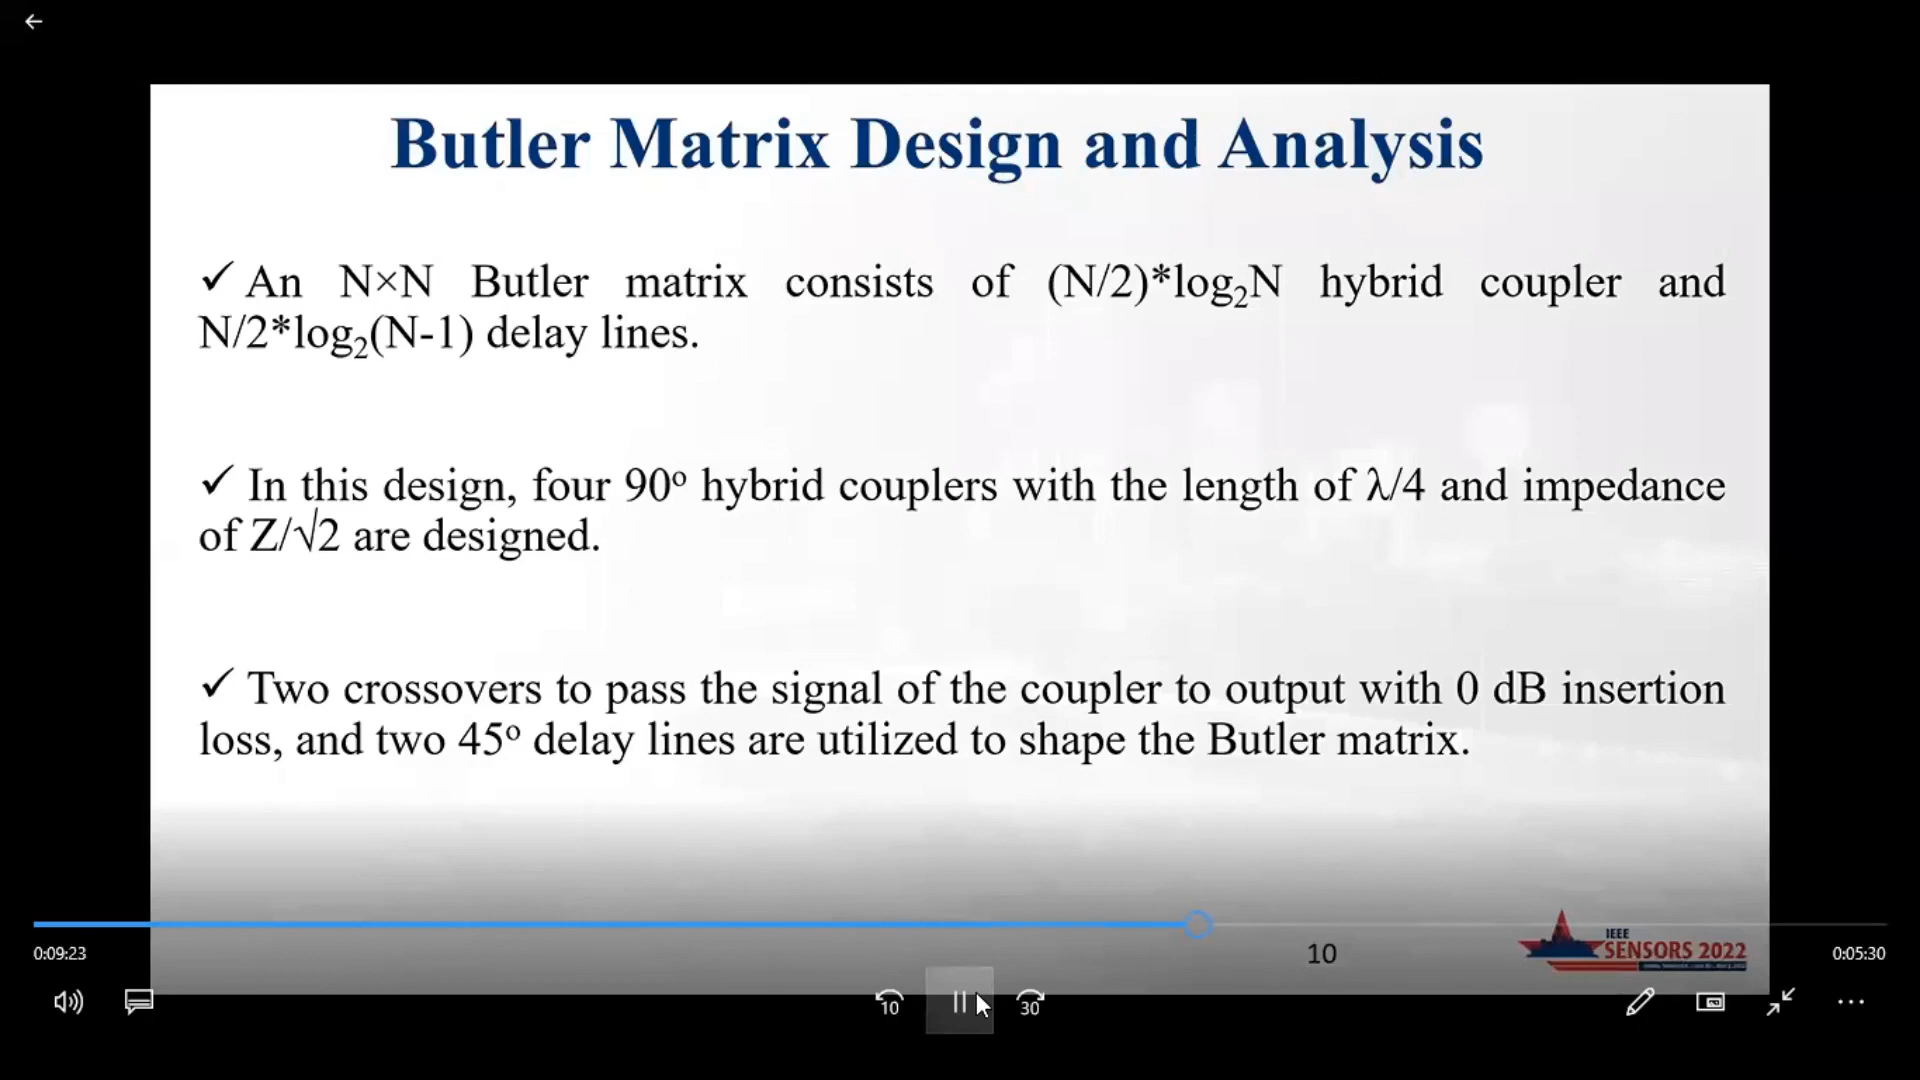 Butler Matrix Design and Analysis
✓ An N×N Butler matrix consists of (N/2)*log₂N hybrid coupler and
N/2*log₂(N-1) delay lines.
✓ In this design, four 90º hybrid couplers with the length of λ/4 and impedance
of Z/√2 are designed.
✓ Two crossovers to pass the signal of the coupler to output with 0 dB insertion
loss, and two 45º delay lines are utilized to shape the Butler matrix.
IEEE
SENSORS 2022
10
0:09:23
0:05:30
10
30